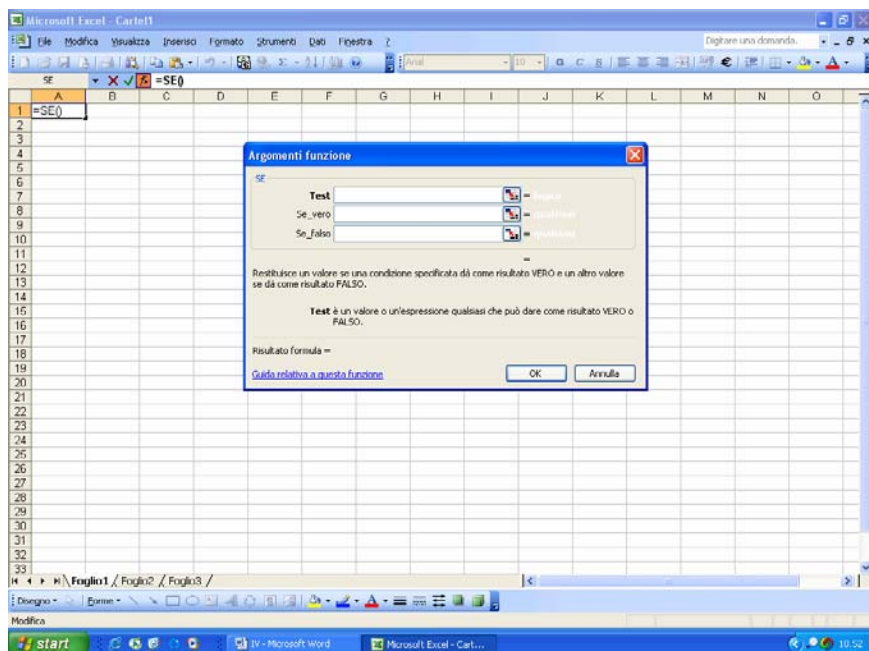 Microsoft Excel - Cartel1
File Modifica Visualizza Inserisci Formato Strumenti Dati Finestra ? Digitare una domanda.
Arial 10 G C S
SE =SE()
A B C D E F G H I J K L M N O
1 =SE()
2
3
4
5
6
7
8
9
10
11
12
13
14
15
16
17
18
19
20
21
22
23
24
25
26
27
28
29
30
31
32
33
Argomenti funzione
SE
Test =
Se_vero =
Se_falso =
=
Restituisce un valore se una condizione specificata dà come risultato VERO e un altro valore
se dà come risultato FALSO.
Test è un valore o un'espressione qualsiasi che può dare come risultato VERO o
FALSO.
Risultato formula =
Guida relativa a questa funzione OK Annulla
Foglio1 / Foglio2 / Foglio3 /
Disegno Forme
Modifica
start IV - Microsoft Word Microsoft Excel - Cart... 10.52